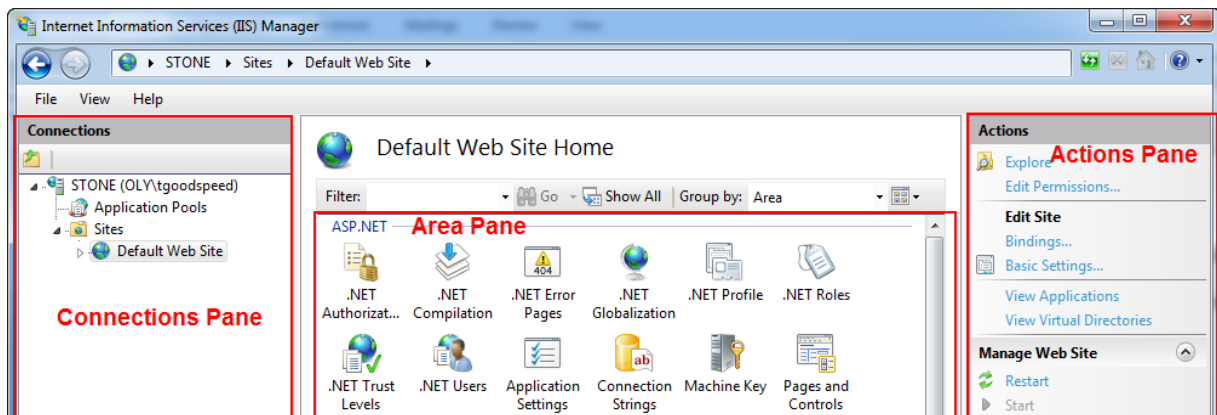 Internet Information Services (IIS) Manager
STONE Sites Default Web Site
File View Help
Connections
STONE (OLY\tgoodspeed)
Application Pools
Sites
Default Web Site
Connections Pane
Default Web Site Home
Filter: Go Show All Group by: Area
ASP.NET Area Pane
404
.NET Authorizat...
.NET Compilation
.NET Error Pages
.NET Globalization
.NET Profile
.NET Roles
ab
.NET Trust Levels
.NET Users
Application Settings
Connection Strings
Machine Key
Pages and Controls
Actions
Explore
Actions Pane
Edit Permissions...
Edit Site
Bindings...
Basic Settings...
View Applications
View Virtual Directories
Manage Web Site
Restart
Start